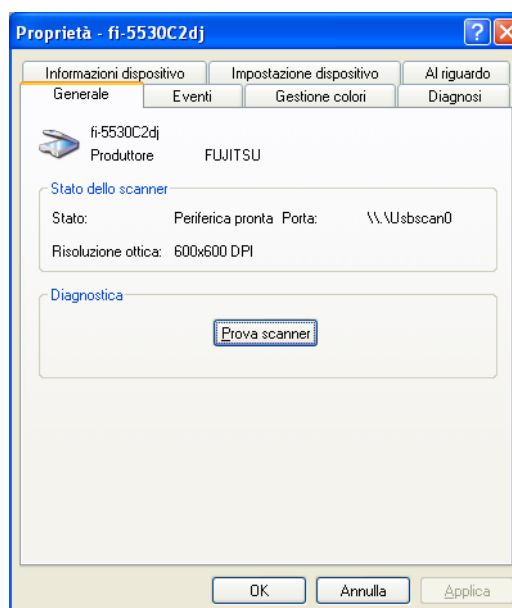 Proprietà - fi-5530C2dj
Informazioni dispositivo Impostazione dispositivo Al riguardo
Generale Eventi Gestione colori Diagnosi
fi-5530C2dj
Produttore FUJITSU
Stato dello scanner
Stato: Periferica pronta Porta: \\.\Usbscan0
Risoluzione ottica: 600x600 DPI
Diagnostica
Prova scanner
OK Annulla Applica